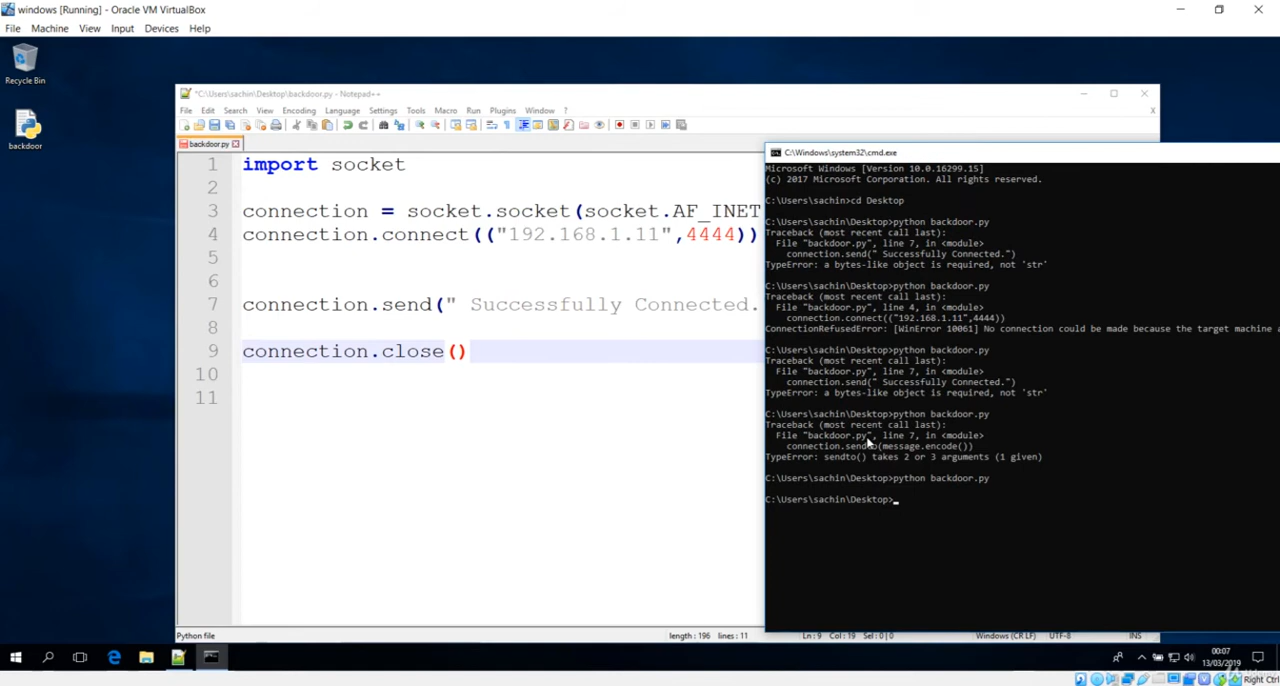 windows [Running] - Oracle VM VirtualBox
File Machine View Input Devices Help
Recycle Bin
backdoor
*C:\Users\sachin\Desktop\backdoor.py - Notepad++
File Edit Search View Encoding Language Settings Tools Macro Run Plugins Window ?
X
backdoor.py
1 import socket
2
3 connection = socket.socket(socket.AF_INET
4 connection.connect(("192.168.1.11",4444))
5
6
7 connection.send(" Successfully Connected.
8
9 connection.close()
10
11
Python file
length : 196 lines : 11
Ln : 9 Col : 19 Sel : 0 | 0
Windows (CR LF)
UTF-8
INS
C:\Windows\system32\cmd.exe
Microsoft Windows [Version 10.0.16299.15]
(c) 2017 Microsoft Corporation. All rights reserved.
C:\Users\sachin>cd Desktop
C:\Users\sachin\Desktop>python backdoor.py
Traceback (most recent call last):
File "backdoor.py", line 7, in <module>
connection.send(" Successfully Connected.")
TypeError: a bytes-like object is required, not 'str'
C:\Users\sachin\Desktop>python backdoor.py
Traceback (most recent call last):
File "backdoor.py", line 4, in <module>
connection.connect(("192.168.1.11",4444))
ConnectionRefusedError: [WinError 10061] No connection could be made because the target machine
C:\Users\sachin\Desktop>python backdoor.py
Traceback (most recent call last):
File "backdoor.py", line 7, in <module>
connection.send(" Successfully Connected.")
TypeError: a bytes-like object is required, not 'str'
C:\Users\sachin\Desktop>python backdoor.py
Traceback (most recent call last):
File "backdoor.py", line 7, in <module>
connection.sendto(message.encode())
TypeError: sendto() takes 2 or 3 arguments (1 given)
C:\Users\sachin\Desktop>python backdoor.py
C:\Users\sachin\Desktop>_
00:07
13/03/2019
Right Ctrl